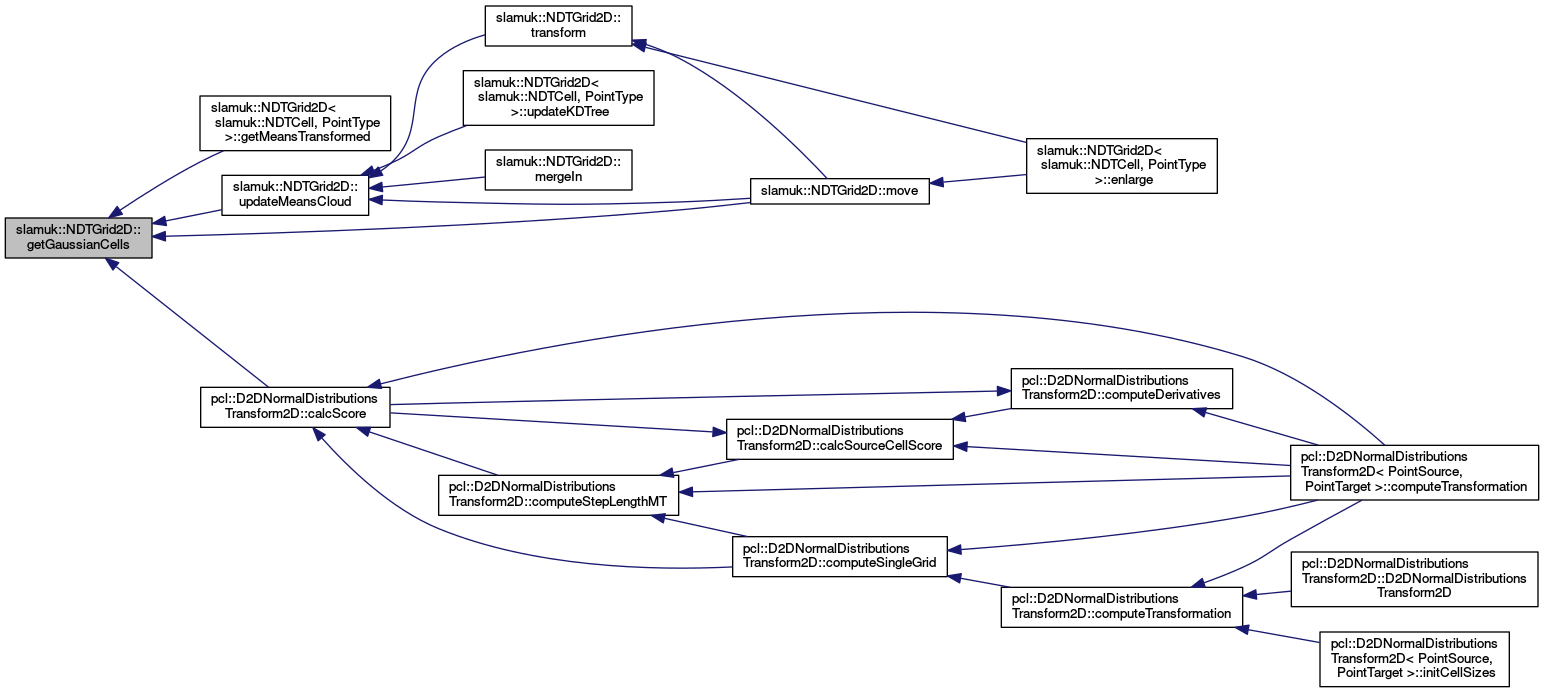 slamuk::NDTGrid2D::
getGaussianCells
slamuk::NDTGrid2D<
slamuk::NDTCell, PointType
>::getMeansTransformed
slamuk::NDTGrid2D::
updateMeansCloud
slamuk::NDTGrid2D::
transform
slamuk::NDTGrid2D<
slamuk::NDTCell, PointType
>::updateKDTree
slamuk::NDTGrid2D::
mergeIn
slamuk::NDTGrid2D::move
slamuk::NDTGrid2D<
slamuk::NDTCell, PointType
>::enlarge
pcl::D2DNormalDistributions
Transform2D::calcScore
pcl::D2DNormalDistributions
Transform2D::computeDerivatives
pcl::D2DNormalDistributions
Transform2D::calcSourceCellScore
pcl::D2DNormalDistributions
Transform2D::computeStepLengthMT
pcl::D2DNormalDistributions
Transform2D< PointSource,
PointTarget >::computeTransformation
pcl::D2DNormalDistributions
Transform2D::computeSingleGrid
pcl::D2DNormalDistributions
Transform2D::computeTransformation
pcl::D2DNormalDistributions
Transform2D::D2DNormalDistributions
Transform2D
pcl::D2DNormalDistributions
Transform2D< PointSource,
PointTarget >::initCellSizes